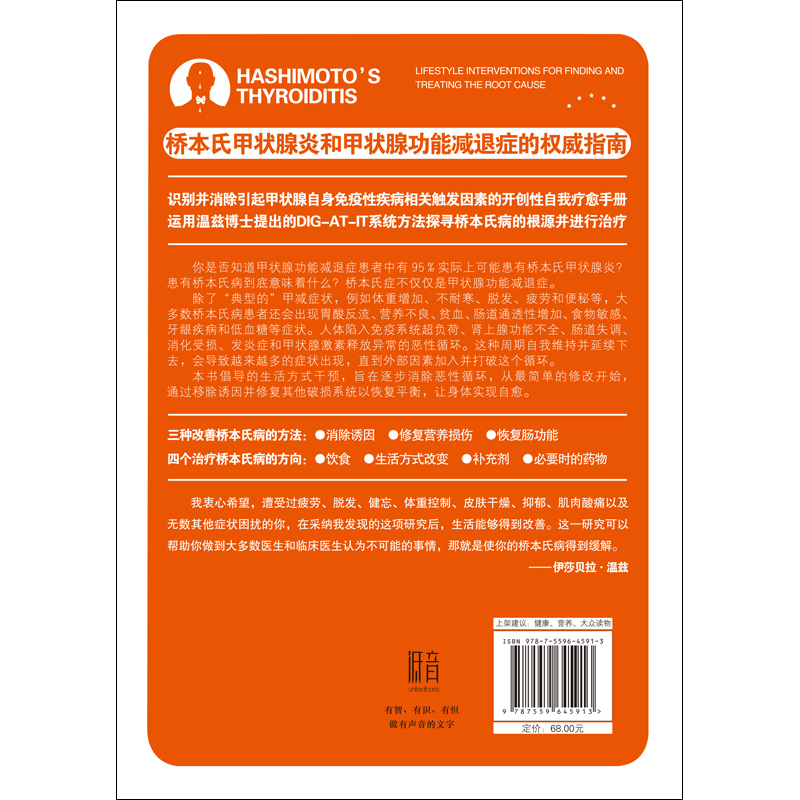 HASHIMOTO'S
THYROIDITIS
LIFESTYLE INTERVENTIONS FOR FINDING AND
TREATING THE ROOT CAUSE
桥本氏甲状腺炎和甲状腺功能减退症的权威指南
识别并消除引起甲状腺自身免疫性疾病相关触发因素的开创性自我疗愈手册
运用温兹博士提出的DIG-AT-IT系统方法探寻桥本氏病的根源并进行治疗
你是否知道甲状腺功能减退症患者中有95%实际上可能患有桥本氏甲状腺炎?
患有桥本氏病到底意味着什么?桥本氏症不仅仅是甲状腺功能减退症。
除了“典型的”甲减症状,例如体重增加、不耐寒、脱发、疲劳和便秘等,大
多数桥本氏病患者还会出现胃酸反流、营养不良、贫血、肠道通透性增加、食物敏感、
牙龈疾病和低血糖等症状。人体陷入免疫系统超负荷、肾上腺功能不全、肠道失调、
消化受损、发炎症和甲状腺激素释放异常的恶性循环。这种周期自我维持并延续下
去,会导致越来越多的症状出现,直到外部因素加入并打破这个循环。
本书倡导的生活方式干预,旨在逐步消除恶性循环,从最简单的修改开始,
通过移除诱因并修复其他破损系统以恢复平衡,让身体实现自愈。
三种改善桥本氏病的方法:●消除诱因 ●修复营养损伤 ●恢复肠功能
四个治疗桥本氏病的方向:●饮食 ●生活方式改变 ●补充剂 ●必要时的药物
我衷心希望,遭受过疲劳、脱发、健忘、体重控制、皮肤干燥、抑郁、肌肉酸痛以及
无数其他症状困扰的你,在采纳我发现的这项研究后,生活能够得到改善。这一研究可以
帮助你做到大多数医生和临床医生认为不可能的事情,那就是使你的桥本氏病得到缓解。
——伊莎贝拉·温兹
上架建议:健康、营养、大众读物
ISBN 978-7-5596-4591-3
9 787559 645913 >
定价:68.00元
低音
unitedbass
有智、有识、有恒
做有声音的文字